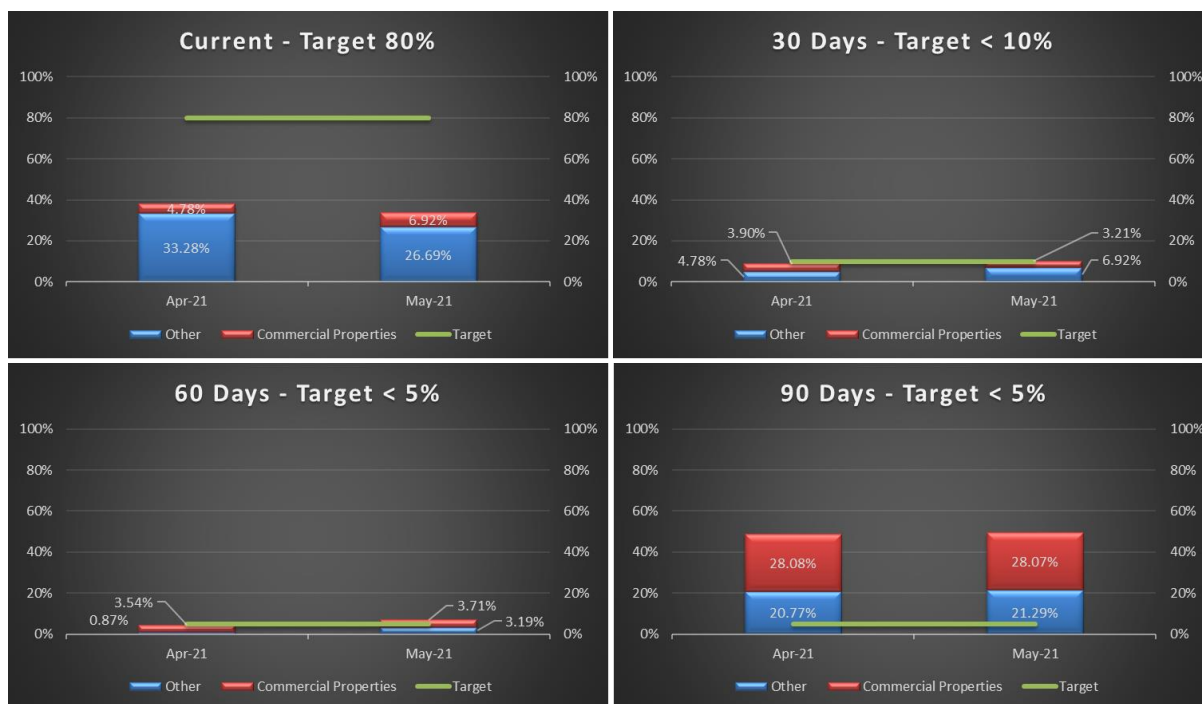 Current - Target 80%
100% 100%
80% 80%
60% 60%
40% 40%
4.78% 6.92%
20% 33.28% 26.69% 20%
0% 0%
Apr-21 May-21
Other Commercial Properties Target
30 Days - Target < 10%
100% 100%
80% 80%
60% 60%
40% 40%
20% 3.90% 3.21% 20%
4.78% 6.92%
0% 0%
Apr-21 May-21
Other Commercial Properties Target
60 Days - Target < 5%
100% 100%
80% 80%
60% 60%
40% 40%
20% 20%
3.54% 3.71%
0.87% 3.19%
0% 0%
Apr-21 May-21
Other Commercial Properties Target
90 Days - Target < 5%
100% 100%
80% 80%
60% 60%
40% 40%
28.08% 28.07%
20% 20%
20.77% 21.29%
0% 0%
Apr-21 May-21
Other Commercial Properties Target